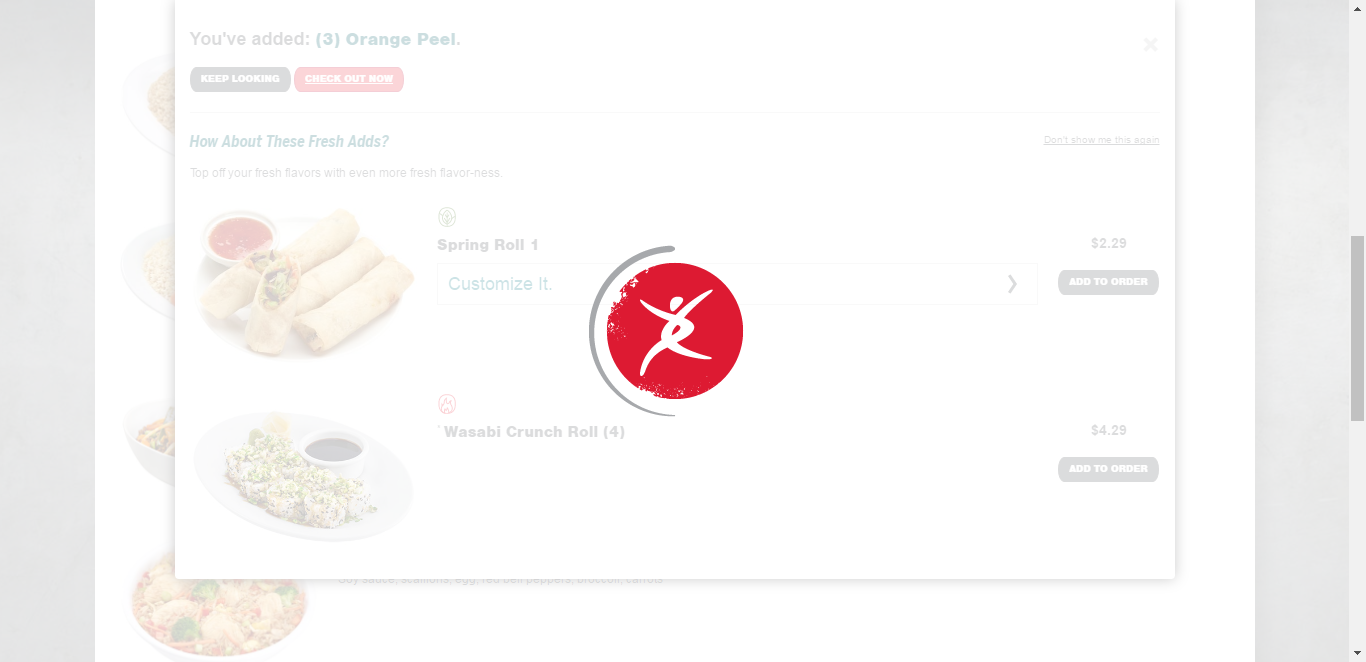 You've added: (3) Orange Peel.
KEEP LOOKING
CHECK OUT NOW
How About These Fresh Adds?
Don't show me this again
Top off your fresh flavors with even more fresh flavor-ness.
Spring Roll 1
$2.29
Customize It.
ADD TO ORDER
`Wasabi Crunch Roll (4)
$4.29
ADD TO ORDER
Soy sauce, scallions, egg, red bell peppers, broccoli, carrots